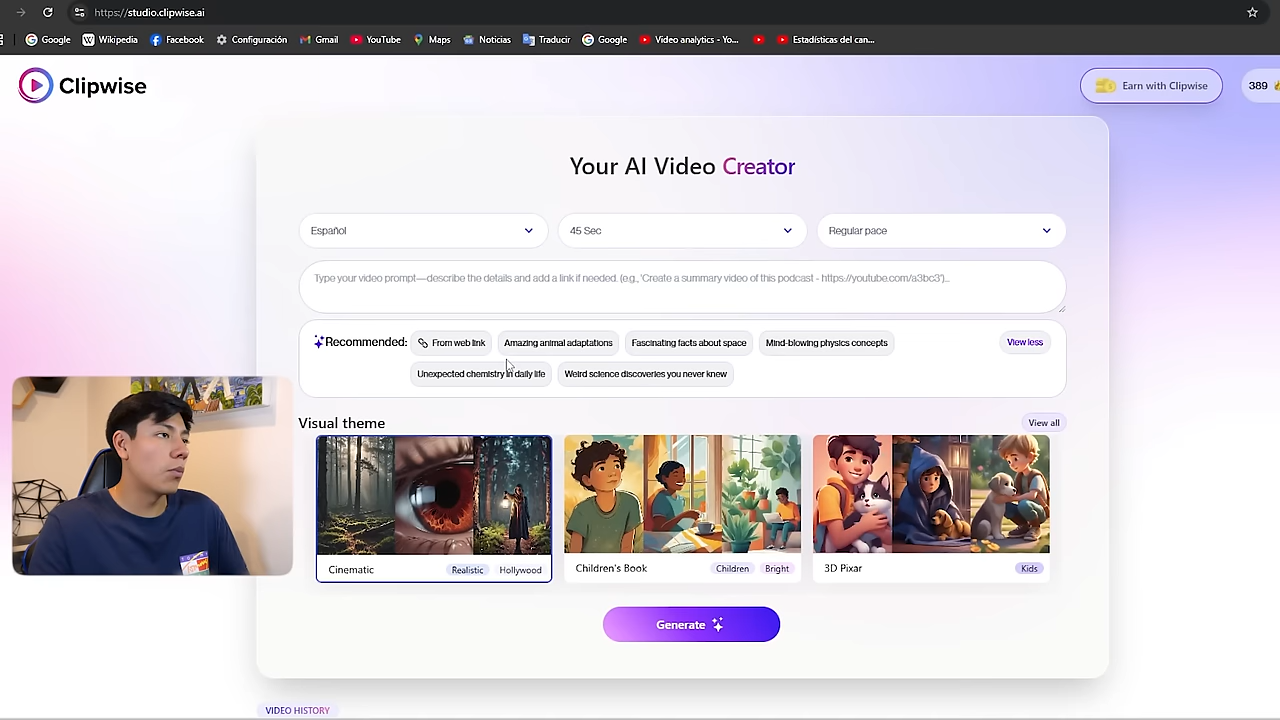 https://studio.clipwise.ai
Google Wikipedia Facebook Configuración Gmail YouTube Maps Noticias Traducir Google Video analytics - Yo... Estadísticas del can...
Clipwise
Earn with Clipwise
389
Your AI Video Creator
Español
45 Sec
Regular pace
Type your video prompt—describe the details and add a link if needed. (e.g., 'Create a summary video of this podcast - https://youtube.com/a3bc3')...
Recommended: From web link Amazing animal adaptations Fascinating facts about space Mind-blowing physics concepts View less
Unexpected chemistry in daily life Weird science discoveries you never knew
Visual theme
View all
Cinematic Realistic Hollywood
Children's Book Children Bright
3D Pixar Kids
Generate
VIDEO HISTORY